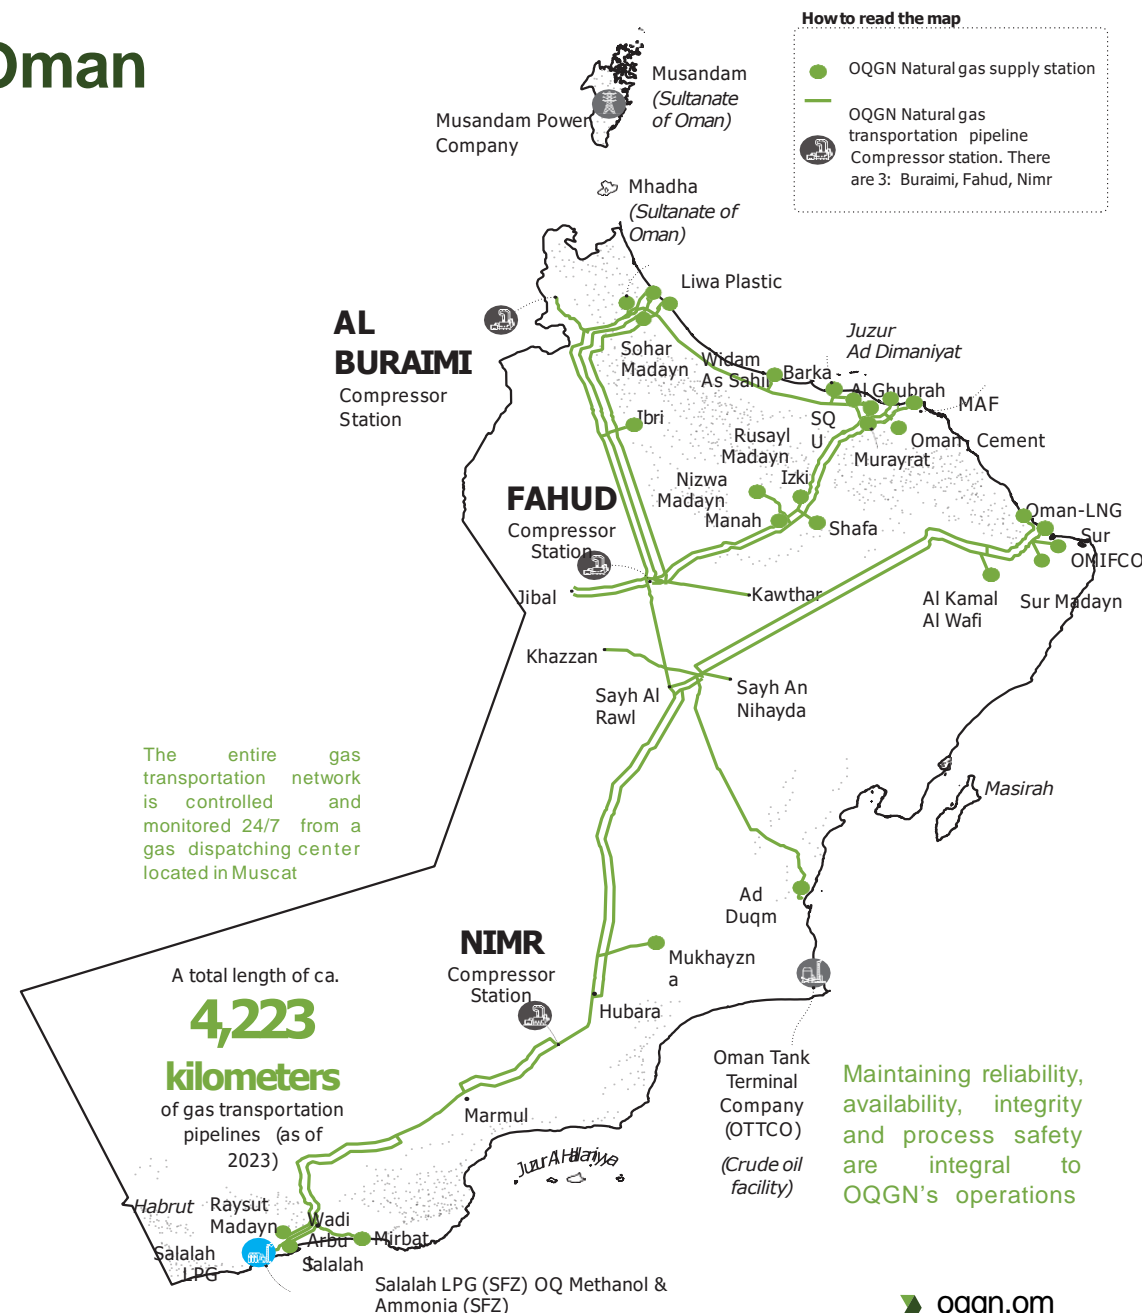 Oman
How to read the map
OQGN Natural gas supply station
OQGN Natural gas
transportation pipeline
Compressor station. There
are 3: Buraimi, Fahud, Nimr
Musandam
(Sultanate
of Oman)
Musandam Power
Company
Mhadha
(Sultanate of
Oman)
Liwa Plastic
AL
BURAIMI
Compressor
Station
Sohar
Madayn
Widam
As Sahil
Barka
Juzur
Ad Dimaniyat
Al Ghubrah
MAF
SQ
U
Oman Cement
Murayrat
Ibri
Rusayl
Madayn
Izki
Nizwa
Madayn
Manah
Shafa
FAHUD
Compressor
Station
Jibal
Kawthar
Oman-LNG
Sur
OMIFCO
Al Kamal
Al Wafi
Sur Madayn
Khazzan
Sayh Al
Rawl
Sayh An
Nihayda
The entire gas
transportation network
is controlled and
monitored 24/7 from a
gas dispatching center
located in Muscat
Masirah
Ad
Duqm
NIMR
Compressor
Station
Mukhayzn
a
Hubara
A total length of ca.
4,223
kilometers
of gas transportation
pipelines (as of
2023)
Marmul
Oman Tank
Terminal
Company
(OTTCO)
(Crude oil
facility)
Maintaining reliability,
availability, integrity
and process safety
are integral to
OQGN's operations
Habrut
Raysut
Madayn
Wadi
Arbu
Salalah
Mirbat
Salalah
LPG
Salalah LPG (SFZ) OQ Methanol &
Ammonia (SFZ)
oqgn.om